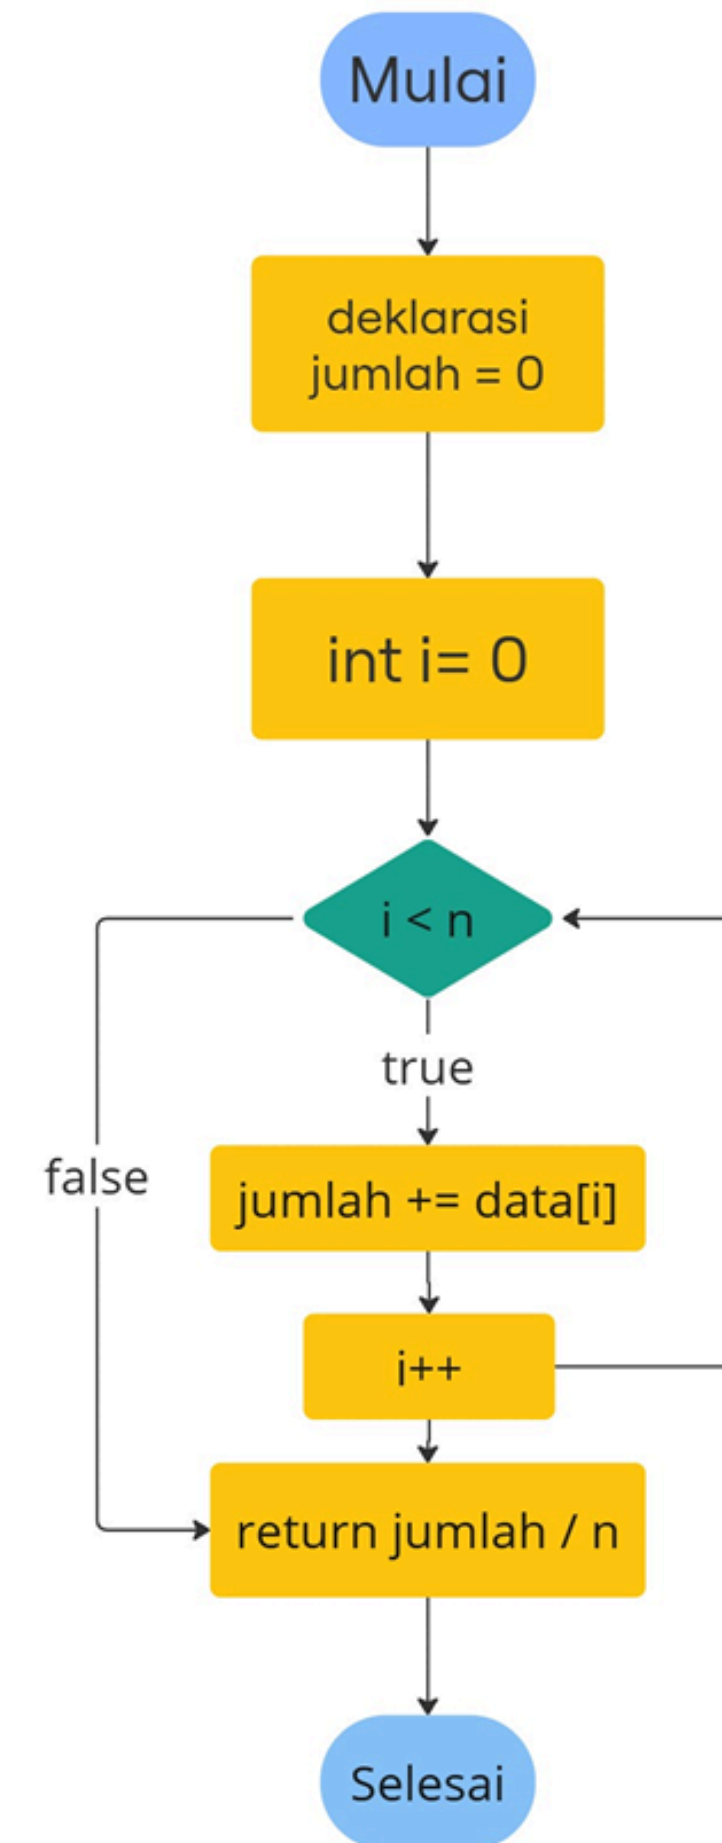 Mulai
deklarasi
jumlah = 0
int i= 0
i < n
true
false
jumlah += data[i]
i++
return jumlah / n
Selesai